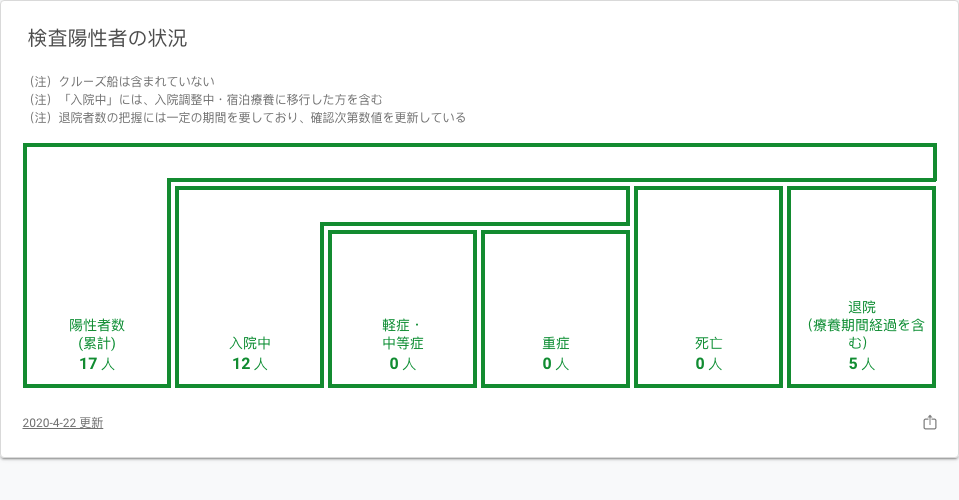 検査陽性者の状況
（注）クルーズ船は含まれていない
（注）「入院中」には、入院調整中・宿泊療養に移行した方を含む
（注）退院者数の把握には一定の期間を要しており、確認次第数値を更新している
陽性者数
(累計)
17 人
入院中
12 人
軽症・
中等症
0 人
重症
0 人
死亡
0 人
退院
（療養期間経過を含
む）
5 人
2020-4-22 更新